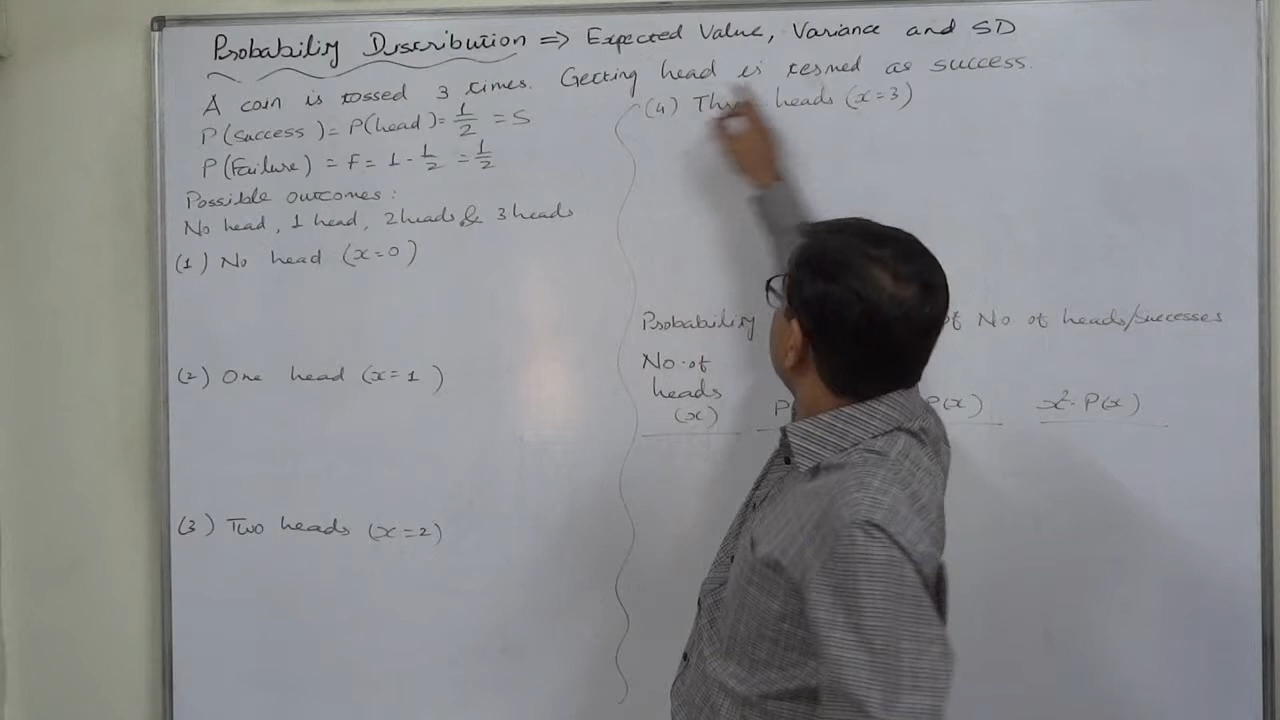 Probability Distribution ⇒ Expected Value, Variance and SD
A coin is tossed 3 times. Getting head is termed as success.
P(success) = P(head) = 1/2 = S
P(Failure) = F = 1 - 1/2 = 1/2
Possible outcomes:
No head, 1 head, 2 heads & 3 heads
(1) No head (x=0)
(2) One head (x=1)
(3) Two heads (x=2)
(4) heads (x=3)
Probability of No of heads/successes
No. of
heads
(x) P(x) x²·P(x)